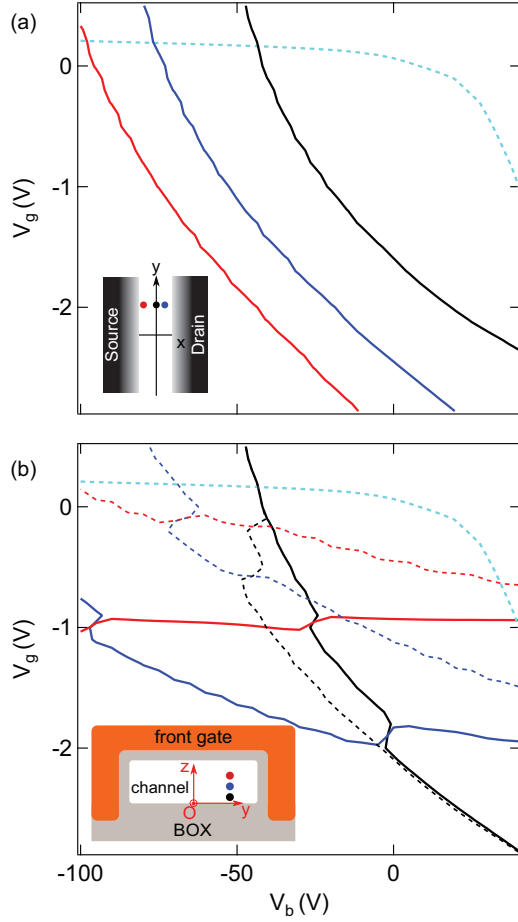 (a)
0
-1
-2
V_g (V)
y
x
Source
Drain
(b)
0
-1
-2
V_g (V)
front gate
z
channel
O
y
BOX
-100
-50
0
V_b (V)